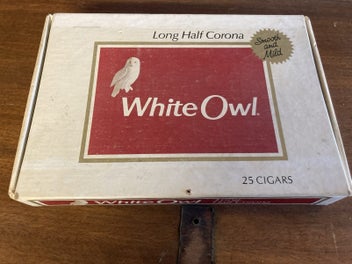 Long Half Corona
Smooth
and
Mild
White Owl
25 CIGARS
White Owl